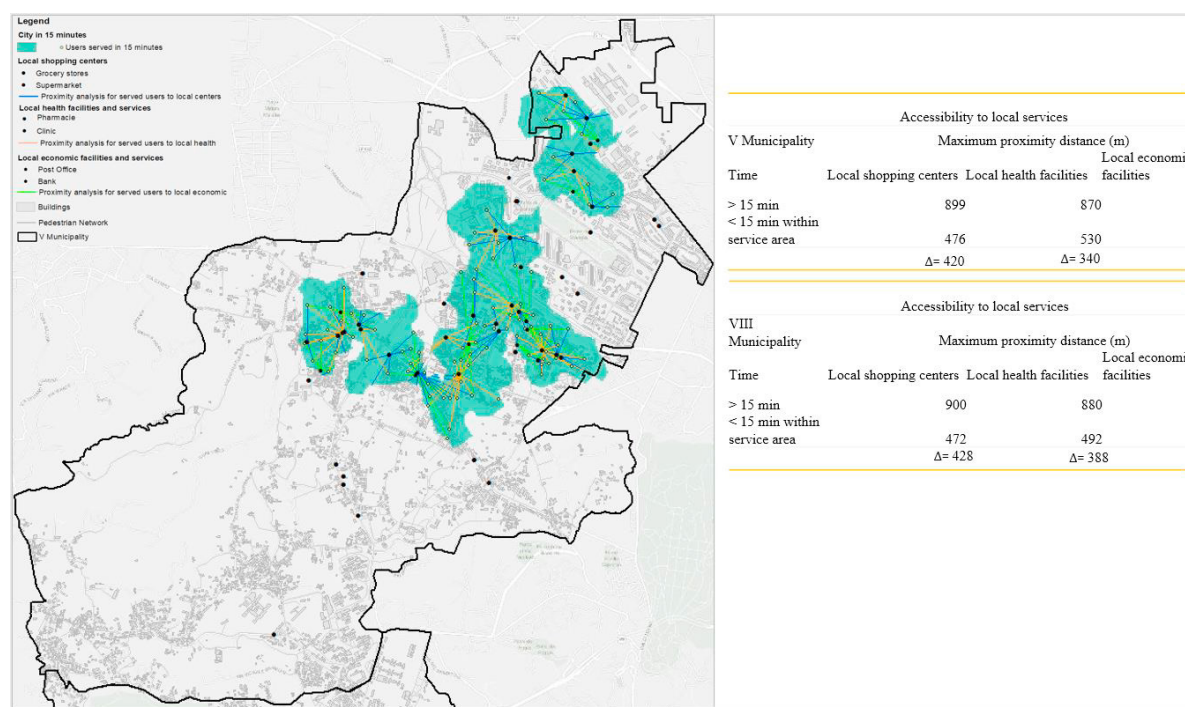 Legend
City in 15 minutes
Users served in 15 minutes
Local shopping centers
Grocery stores
Supermarket
Proximity analysis for served users to local centers
Local health facilities and services
Pharmacie
Clinic
Proximity analysis for served users to local health
Local economic facilities and services
Post Office
Bank
Proximity analysis for served users to local economic
Buildings
Pedestrian Network
V Municipality
Accessibility to local services
V Municipality Maximum proximity distance (m)
Local economi
Time Local shopping centers Local health facilities facilities
> 15 min 899 870
< 15 min within
service area 476 530
Δ= 420 Δ= 340
Accessibility to local services
VIII
Municipality Maximum proximity distance (m)
Local economi
Time Local shopping centers Local health facilities facilities
> 15 min 900 880
< 15 min within
service area 472 492
Δ= 428 Δ= 388